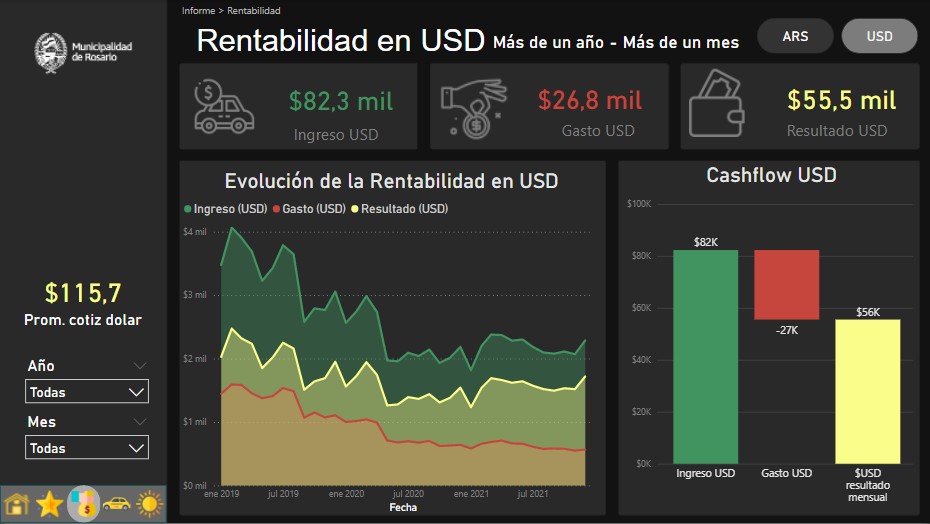 Informe > Rentabilidad
Municipalidad
de Rosario
Rentabilidad en USD Más de un año - Más de un mes
ARS
USD
$82,3 mil
Ingreso USD
$26,8 mil
Gasto USD
$55,5 mil
Resultado USD
$115,7
Prom. cotiz dolar
Año
Todas
Mes
Todas
Evolución de la Rentabilidad en USD
Ingreso (USD) Gasto (USD) Resultado (USD)
$4 mil
$3 mil
$2 mil
$1 mil
$0 mil
ene 2019 jul 2019 ene 2020 jul 2020 ene 2021 jul 2021
Fecha
Cashflow USD
$100K
$80K
$60K
$40K
$20K
$0K
$82K
-27K
$56K
Ingreso USD
Gasto USD
$USD
resultado
mensual